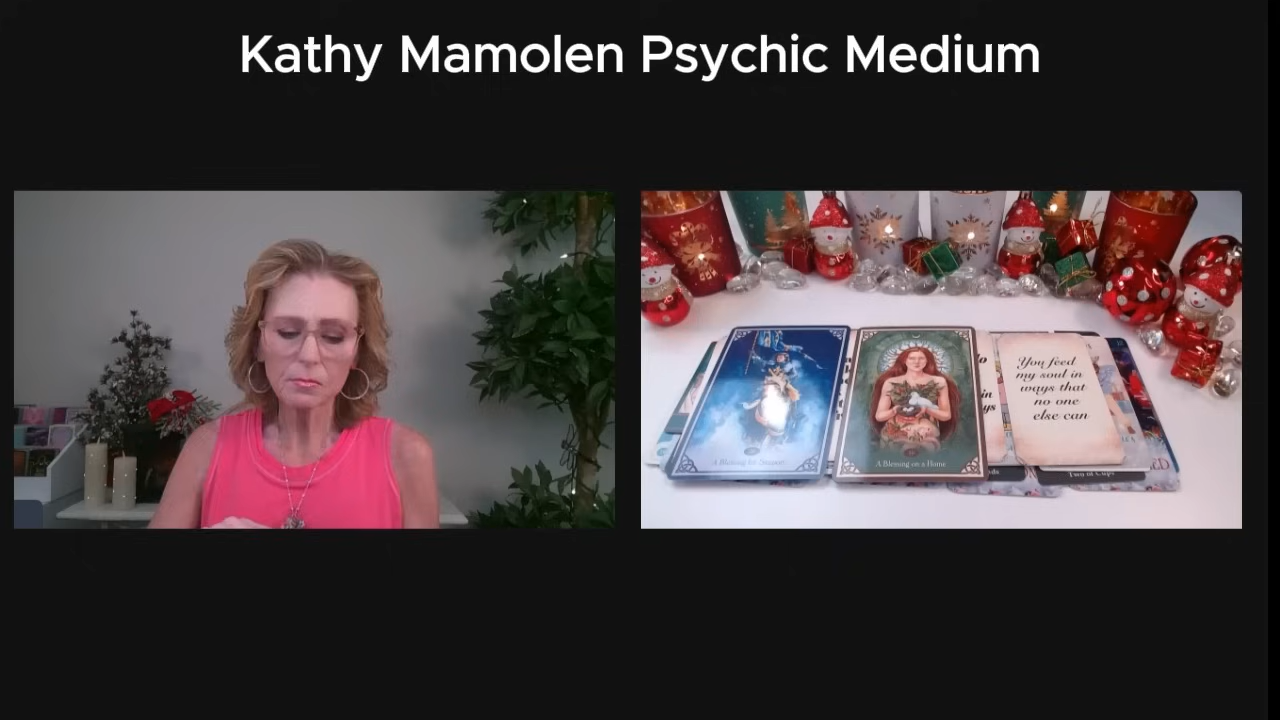 Kathy Mamolen Psychic Medium
A Blessing for Support
A Blessing on a Home
You feed
my soul in
ways that
no one
else can
Two of Cups